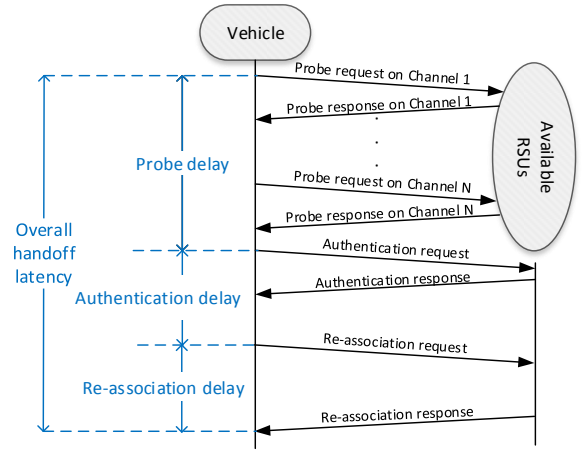 Vehicle
Probe request on Channel 1
Probe response on Channel 1
Available
RSUs
Probe delay
Probe request on Channel N
Probe response on Channel N
Overall
handoff
latency
Authentication request
Authentication response
Authentication delay
Re-association request
Re-association delay
Re-association response